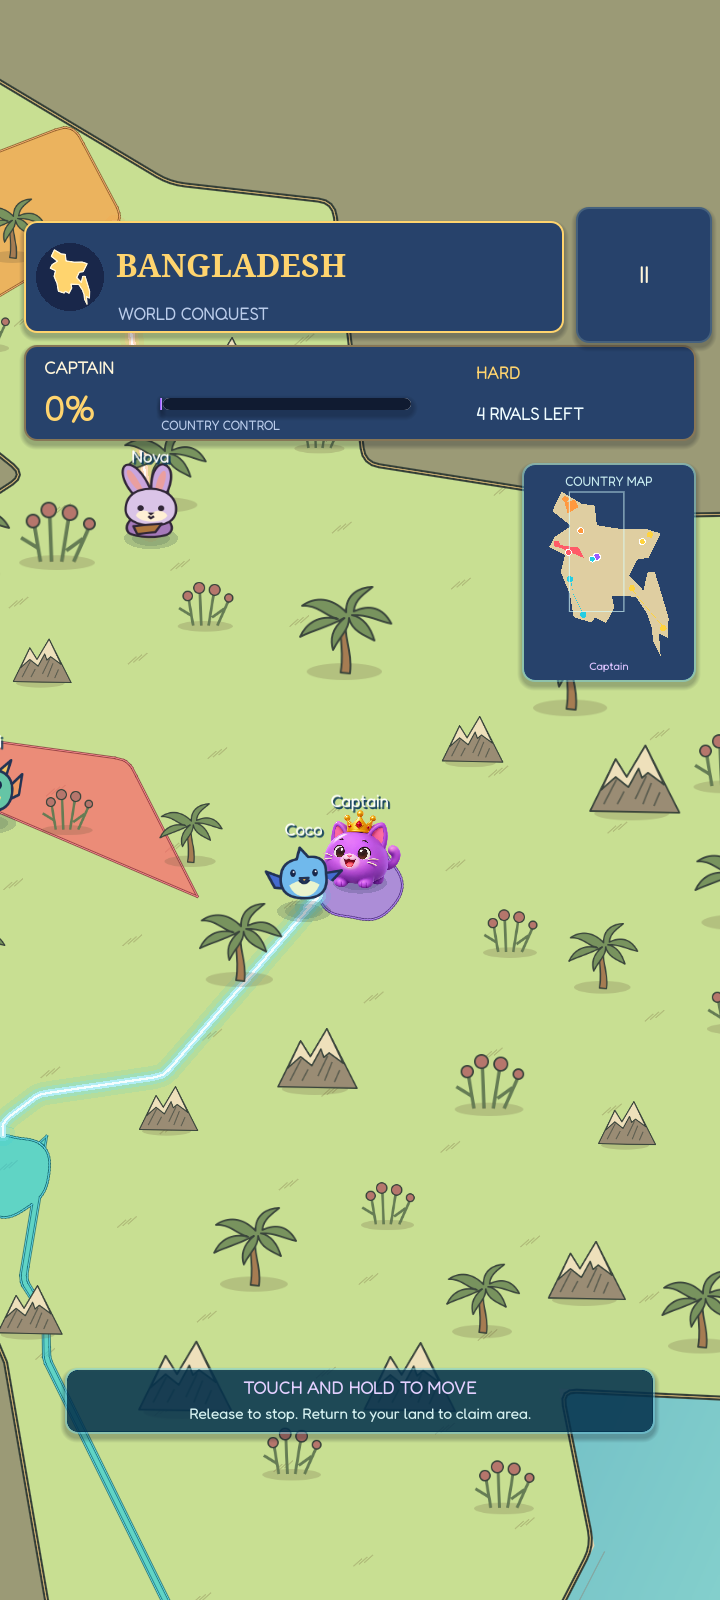 BANGLADESH
WORLD CONQUEST
CAPTAIN
0%
COUNTRY CONTROL
HARD
4 RIVALS LEFT
Nova
COUNTRY MAP
Captain
Captain
Coco
TOUCH AND HOLD TO MOVE
Release to stop. Return to your land to claim area.